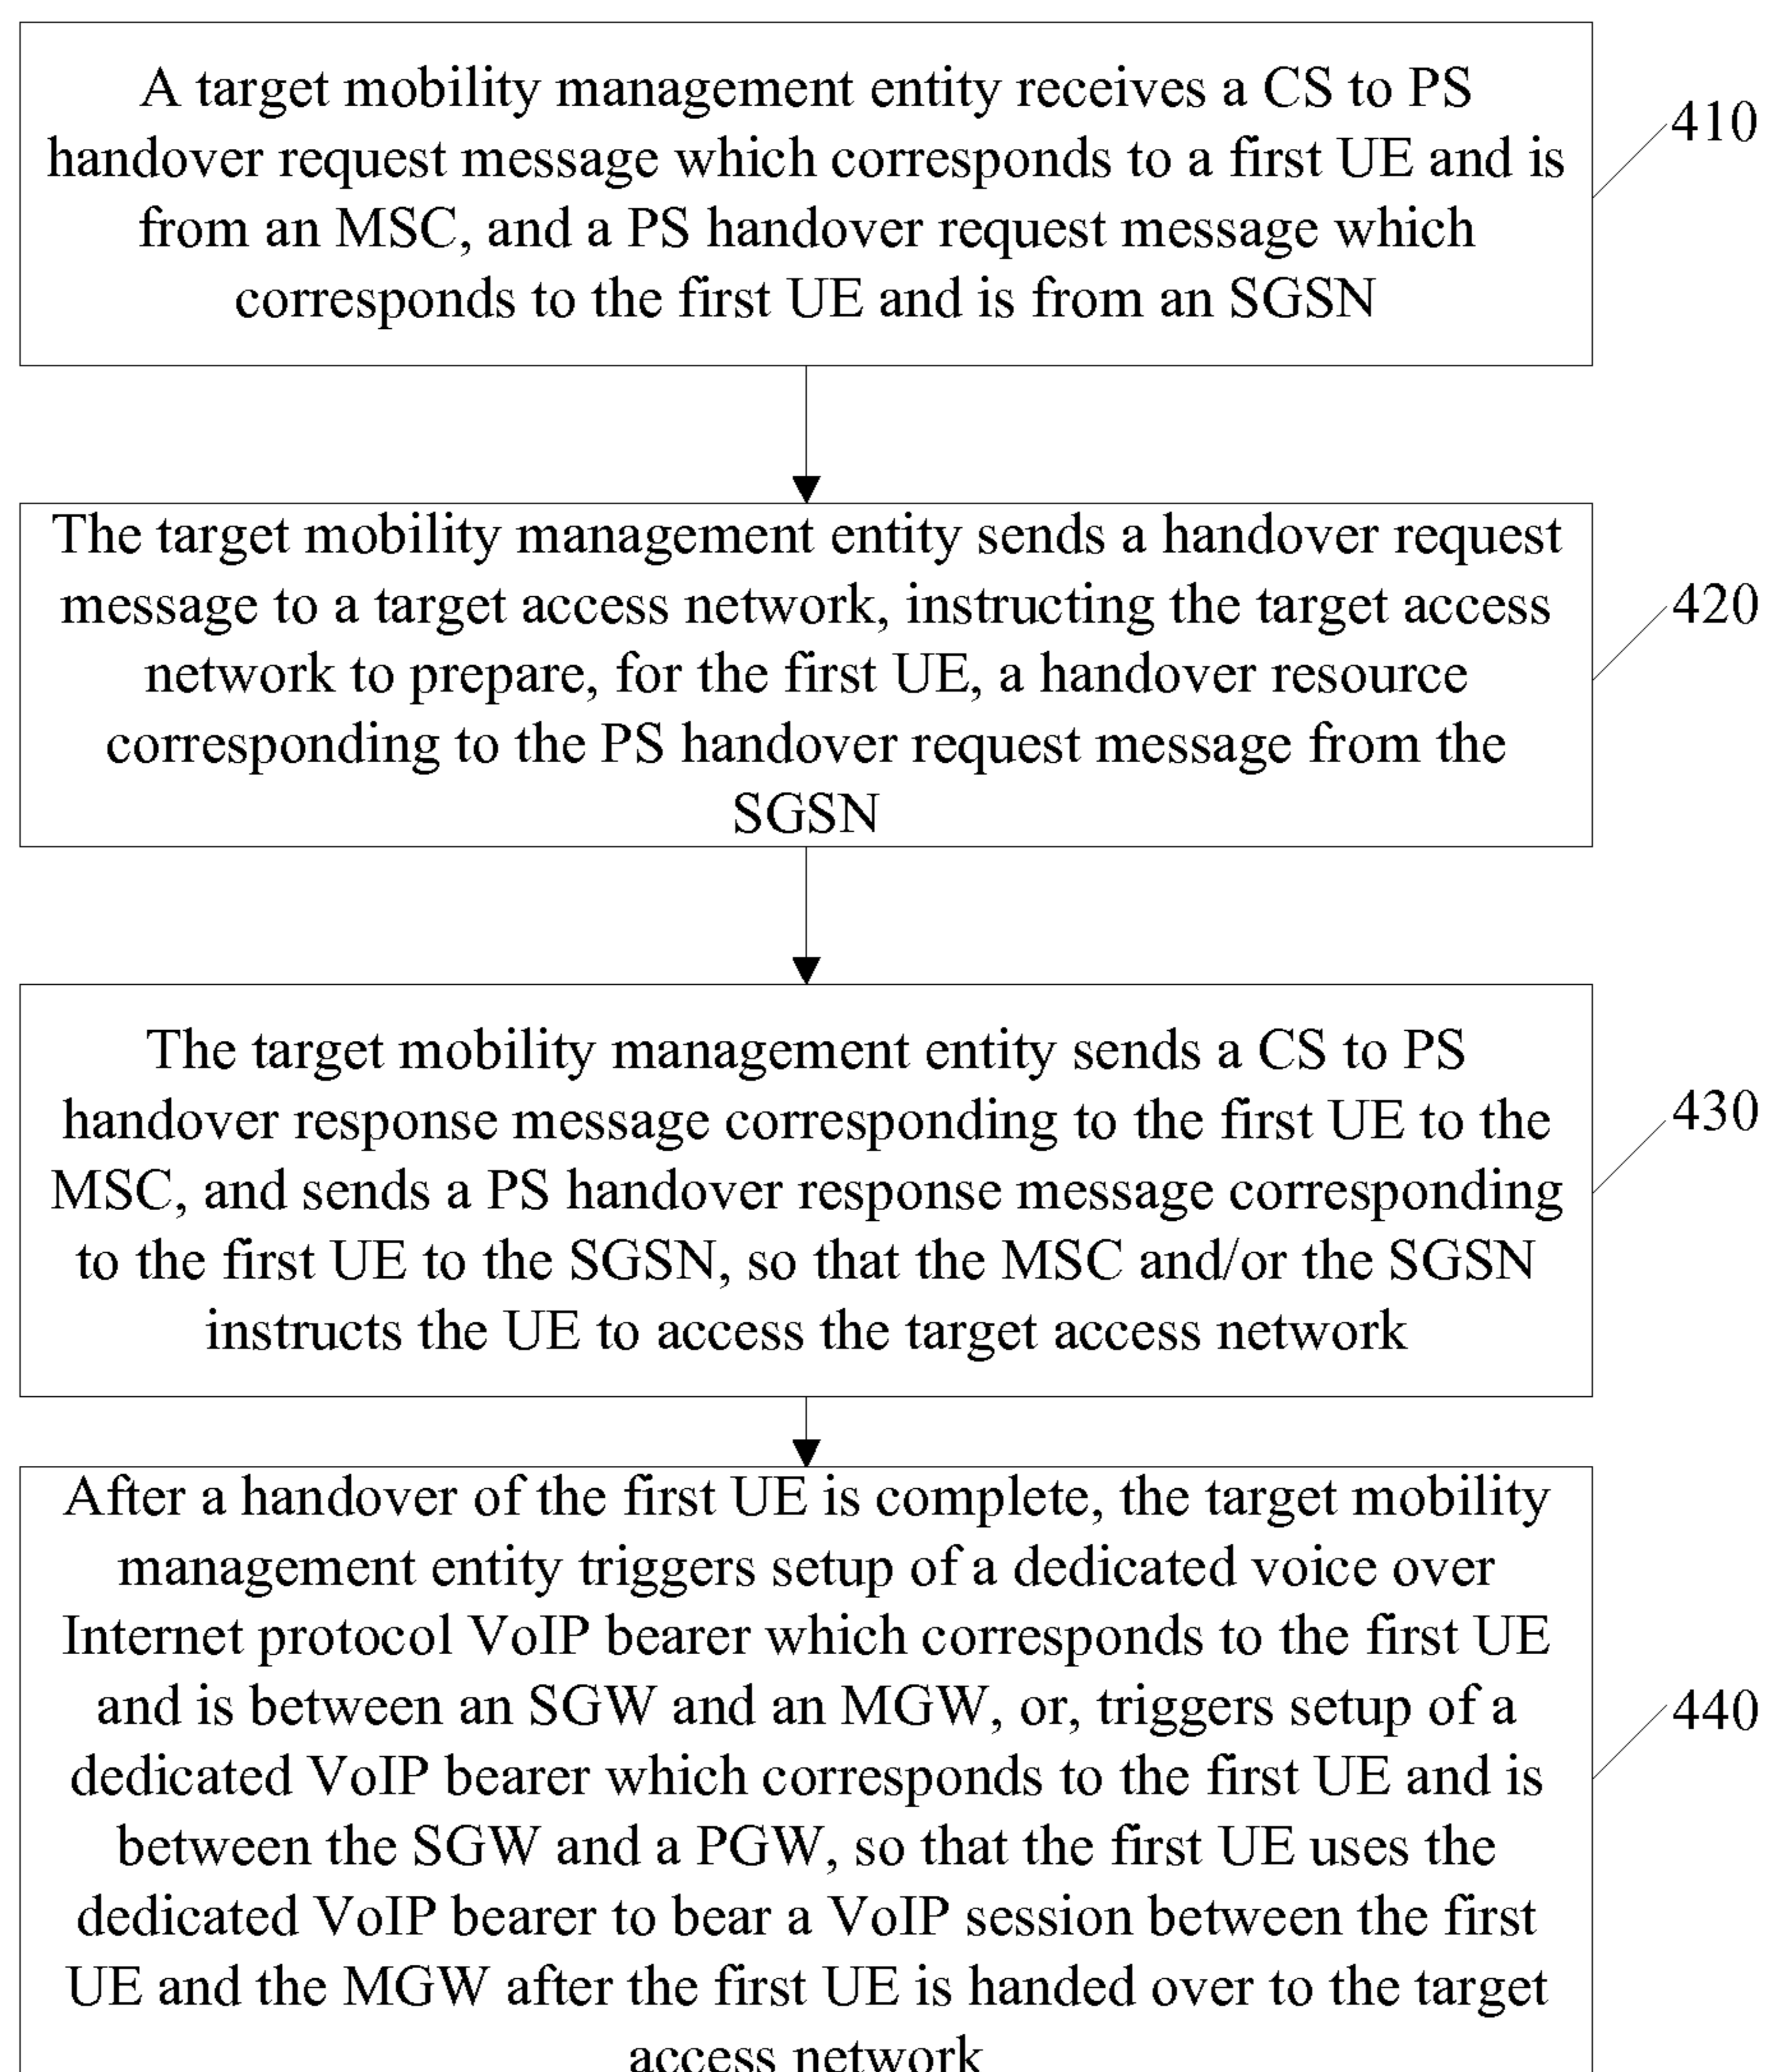 A target mobility management entity receives a CS to PS
handover request message which corresponds to a first UE and is
from an MSC, and a PS handover request message which
corresponds to the first UE and is from an SGSN
410
The target mobility management entity sends a handover request
message to a target access network, instructing the target access
network to prepare, for the first UE, a handover resource
corresponding to the PS handover request message from the
SGSN
420
The target mobility management entity sends a CS to PS
handover response message corresponding to the first UE to the
MSC, and sends a PS handover response message corresponding
to the first UE to the SGSN, so that the MSC and/or the SGSN
instructs the UE to access the target access network
430
After a handover of the first UE is complete, the target mobility
management entity triggers setup of a dedicated voice over
Internet protocol VoIP bearer which corresponds to the first UE
and is between an SGW and an MGW, or, triggers setup of a
dedicated VoIP bearer which corresponds to the first UE and is
between the SGW and a PGW, so that the first UE uses the
dedicated VoIP bearer to bear a VoIP session between the first
UE and the MGW after the first UE is handed over to the target
access network
440